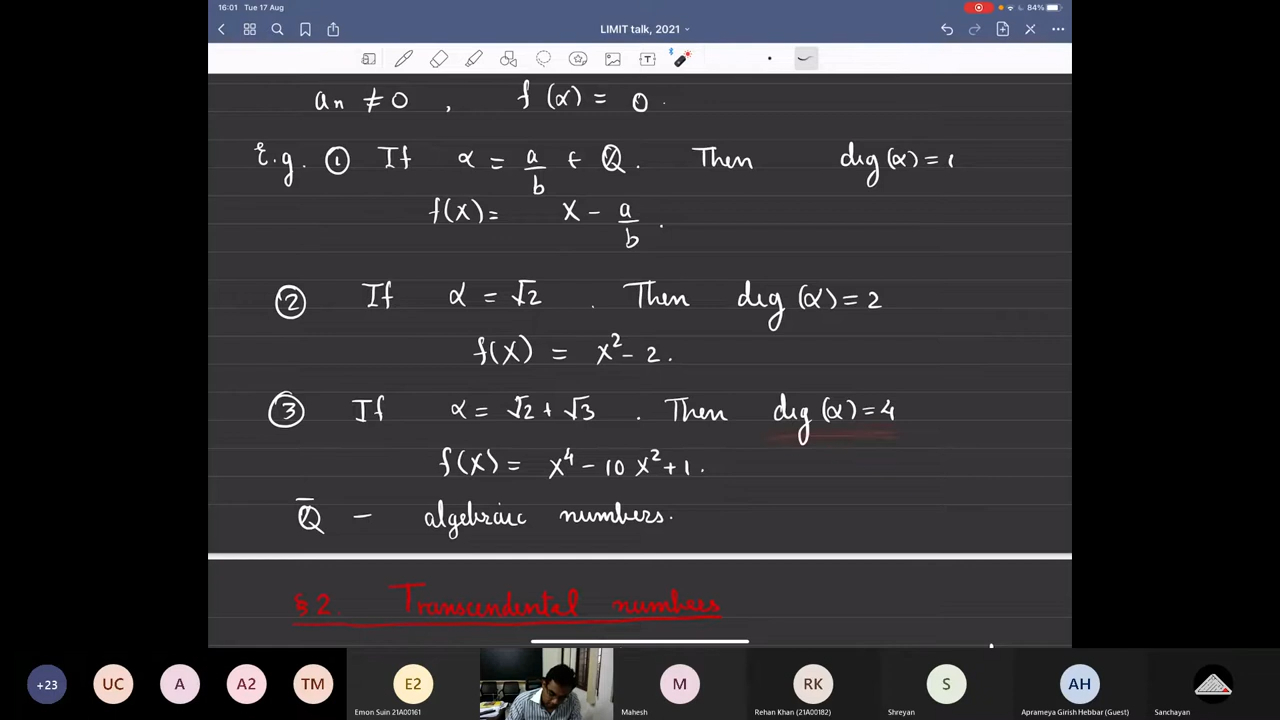 16:01 Tue 17 Aug
84%
LIMIT talk, 2021
an ≠ 0 , f(α) = 0.
E.g. ① If α = a/b ∈ ℚ. Then deg(α) = 1
f(X) = X - a/b.
② If α = √2. Then deg(α) = 2
f(X) = X² - 2.
③ If α = √2 + √3. Then deg(α) = 4
f(X) = X⁴ - 10X² + 1.
ℚ̄ - algebraic numbers.
§2. Transcendental numbers
+23 UC A A2 TM E2 M RK S AH
Emon Suin 21A00161 Mahesh Rehan Khan (21A00182) Shreyan Aprameya Girish Hebbar (Guest) Sanchayan